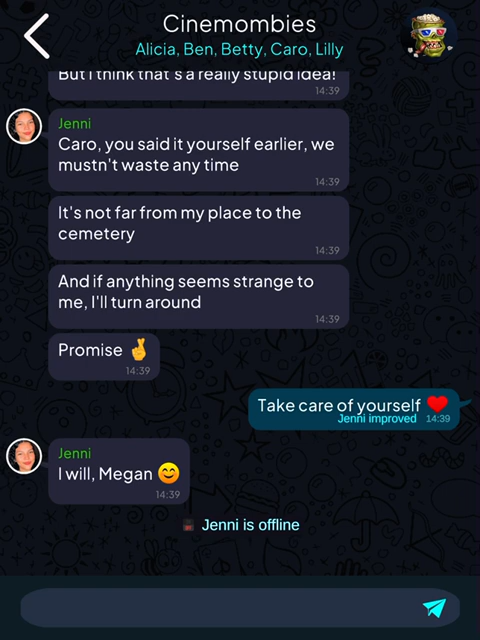 Cinemombies
Alicia, Ben, Betty, Caro, Lilly
But I think that's a really stupid idea!
14:39
Jenni
Caro, you said it yourself earlier, we
mustn't waste any time
14:39
It's not far from my place to the
cemetery
14:39
And if anything seems strange to
me, I'll turn around
14:39
Promise 🤞
14:39
Take care of yourself ❤️
Jenni improved 14:39
Jenni
I will, Megan 😊
14:39
Jenni is offline